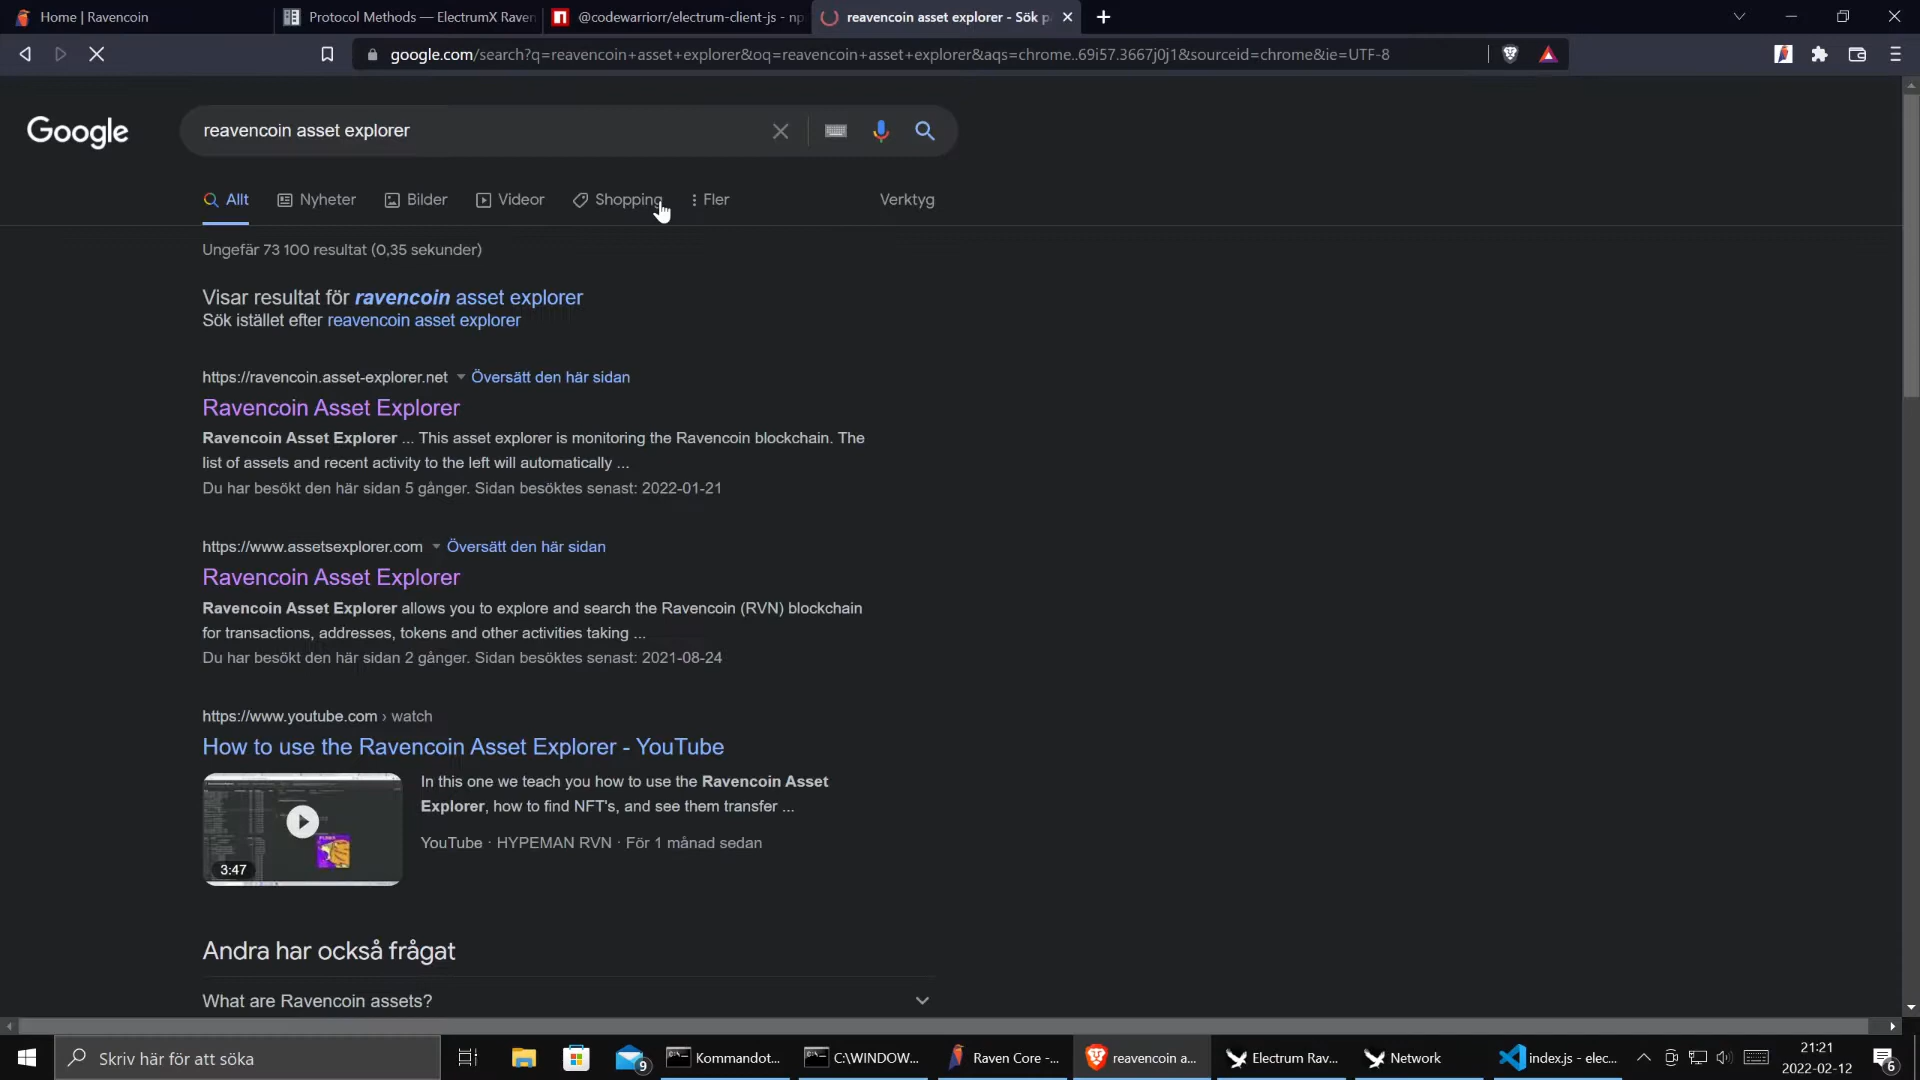 Home | Ravencoin
Protocol Methods — ElectrumX Raven
@codewarriorr/electrum-client-js - np
reavencoin asset explorer - Sök p
google.com/search?q=reavencoin+asset+explorer&oq=reavencoin+asset+explorer&aqs=chrome..69i57.3667j0j1&sourceid=chrome&ie=UTF-8
Google
reavencoin asset explorer
Allt
Nyheter
Bilder
Videor
Shopping
Fler
Verktyg
Ungefär 73 100 resultat (0,35 sekunder)
Visar resultat för ravencoin asset explorer
Sök istället efter reavencoin asset explorer
https://ravencoin.asset-explorer.net Översätt den här sidan
Ravencoin Asset Explorer
Ravencoin Asset Explorer ... This asset explorer is monitoring the Ravencoin blockchain. The
list of assets and recent activity to the left will automatically ...
Du har besökt den här sidan 5 gånger. Sidan besöktes senast: 2022-01-21
https://www.assetsexplorer.com Översätt den här sidan
Ravencoin Asset Explorer
Ravencoin Asset Explorer allows you to explore and search the Ravencoin (RVN) blockchain
for transactions, addresses, tokens and other activities taking ...
Du har besökt den här sidan 2 gånger. Sidan besöktes senast: 2021-08-24
https://www.youtube.com › watch
How to use the Ravencoin Asset Explorer - YouTube
In this one we teach you how to use the Ravencoin Asset
Explorer, how to find NFT's, and see them transfer ...
YouTube · HYPEMAN RVN · För 1 månad sedan
3:47
Andra har också frågat
What are Ravencoin assets?
Skriv här för att söka
9
Kommandot...
C:\WINDOW...
Raven Core -...
reavencoin a...
Electrum Rav...
Network
index.js - elec...
21:21
2022-02-12
6